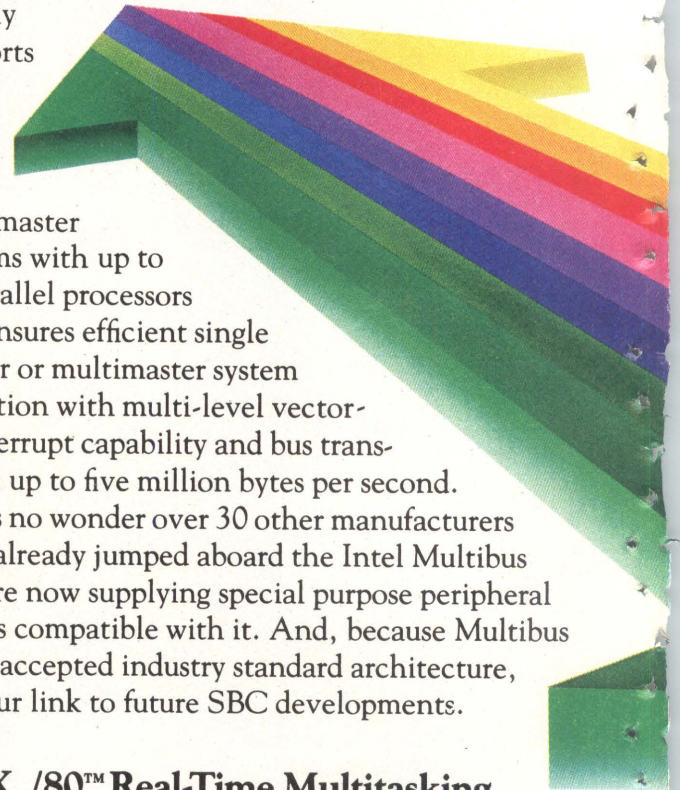 y
orts
master
ns with up to
allel processors
nsures efficient single
r or multimaster system
tion with multi-level vector-
errupt capability and bus trans-
up to five million bytes per second.
s no wonder over 30 other manufacturers
already jumped aboard the Intel Multibus
re now supplying special purpose peripheral
s compatible with it. And, because Multibus
accepted industry standard architecture,
ur link to future SBC developments.
X /80™ Real-Time Multitasking